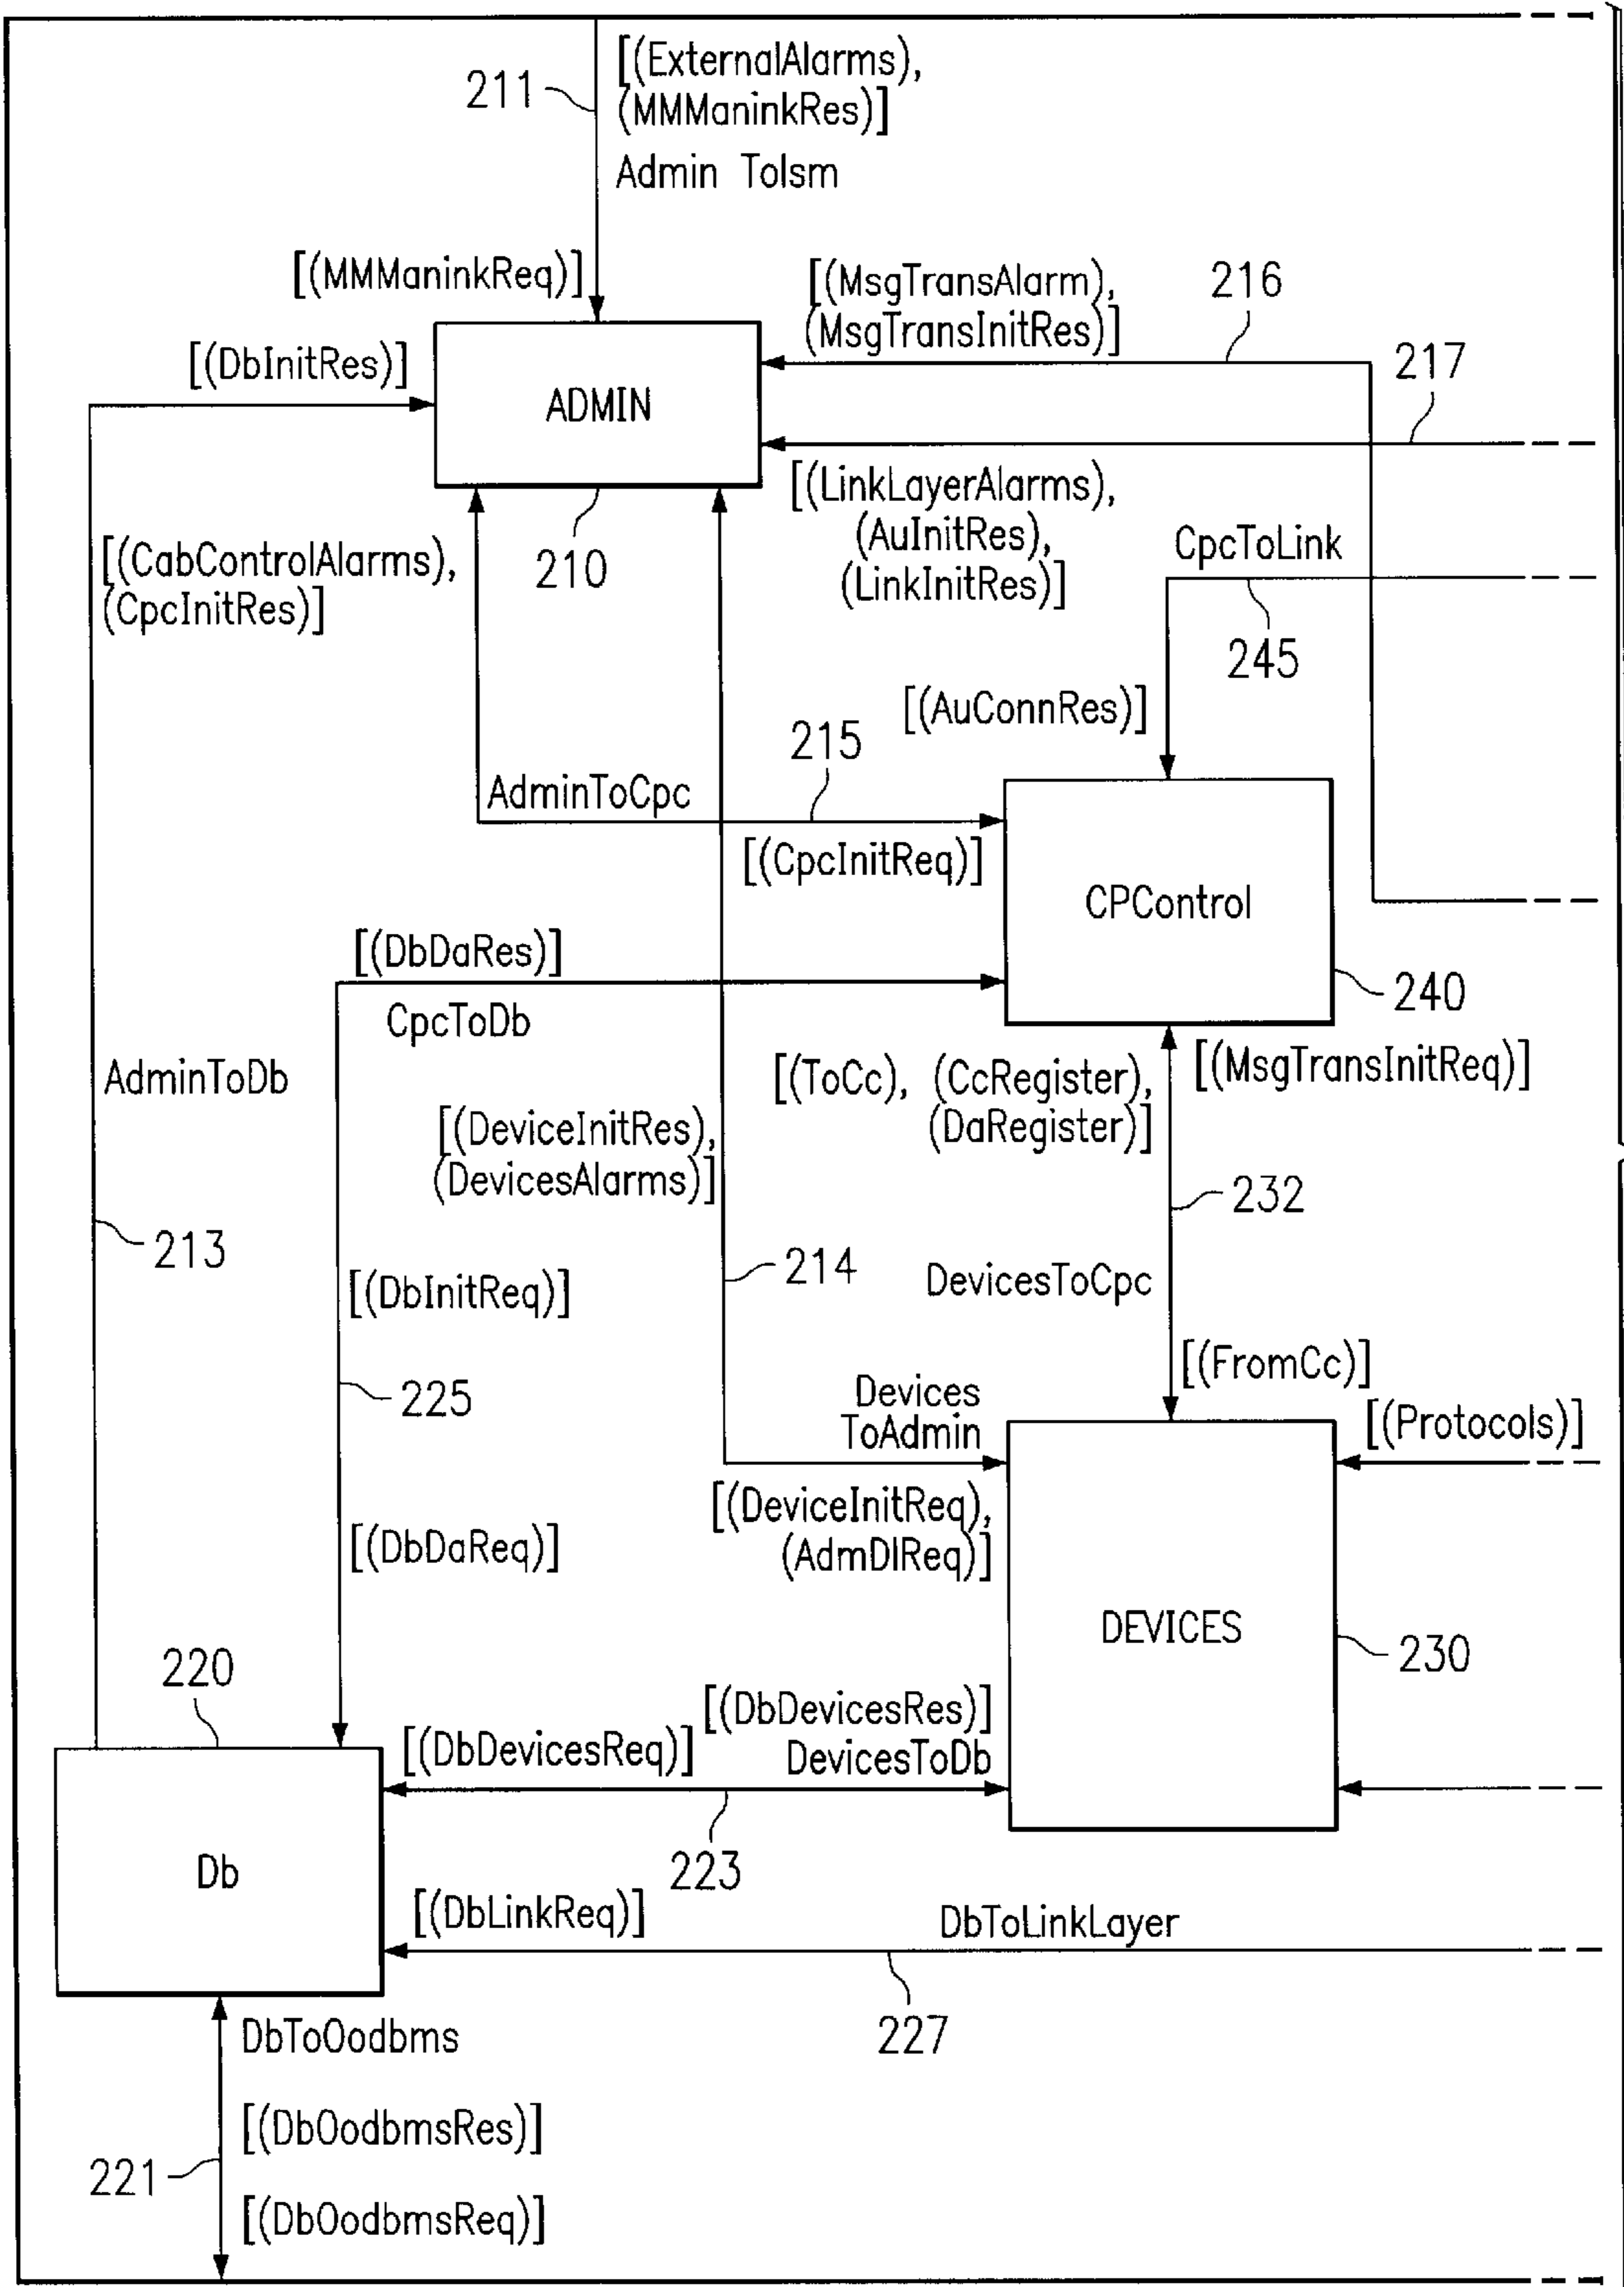 [(ExternalAlarms),
(MMManinkRes)]
211
Admin ToIsm
[(MMManinkReq)]
[(MsgTransAlarm),
(MsgTransInitRes)]
216
[(DbInitRes)]
217
ADMIN
[(LinkLayerAlarms),
(AuInitRes),
(LinkInitRes)]
[(CabControlAlarms),
(CpcInitRes)]
210
CpcToLink
245
[(AuConnRes)]
215
AdminToCpc
[(CpcInitReq)]
CPControl
[(DbDaRes)]
CpcToDb
240
AdminToDb
[(ToCc), (CcRegister),
(DaRegister)]
[(MsgTransInitReq)]
[(DeviceInitRes),
(DevicesAlarms)]
232
213
214
DevicesToCpc
[(DbInitReq)]
[(FromCc)]
225
Devices
ToAdmin
[(Protocols)]
[(DeviceInitReq),
(AdmDlReq)]
[(DbDaReq)]
DEVICES
230
220
[(DbDevicesRes)]
[(DbDevicesReq)]
DevicesToDb
223
Db
[(DbLinkReq)]
DbToLinkLayer
227
DbToOodbms
[(DbOodbmsRes)]
221
[(DbOodbmsReq)]